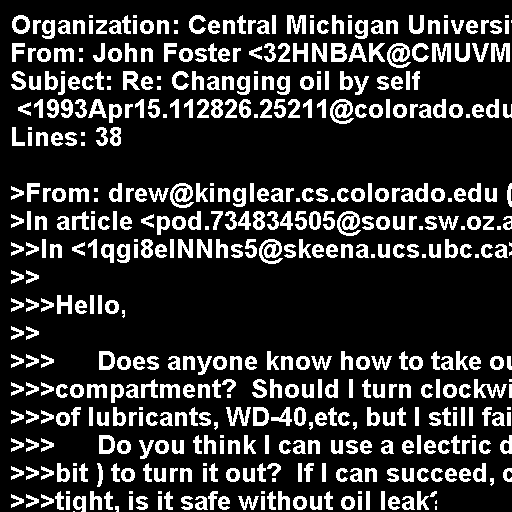 Organization: Central Michigan Universi
From: John Foster <32HNBAK@CMUVM
Subject: Re: Changing oil by self
<1993Apr15.112826.25211@colorado.edu
Lines: 38

>From: drew@kinglear.cs.colorado.edu (
>In article <pod.734834505@sour.sw.oz.a
>>In <1qgi8eINNhs5@skeena.ucs.ubc.ca>
>>
>>>Hello,
>>
>>>      Does anyone know how to take ou
>>>compartment?  Should I turn clockwi
>>>of lubricants, WD-40,etc, but I still fai
>>>      Do you think I can use a electric d
>>>bit ) to turn it out?  If I can succeed, c
>>>tight, is it safe without oil leak?